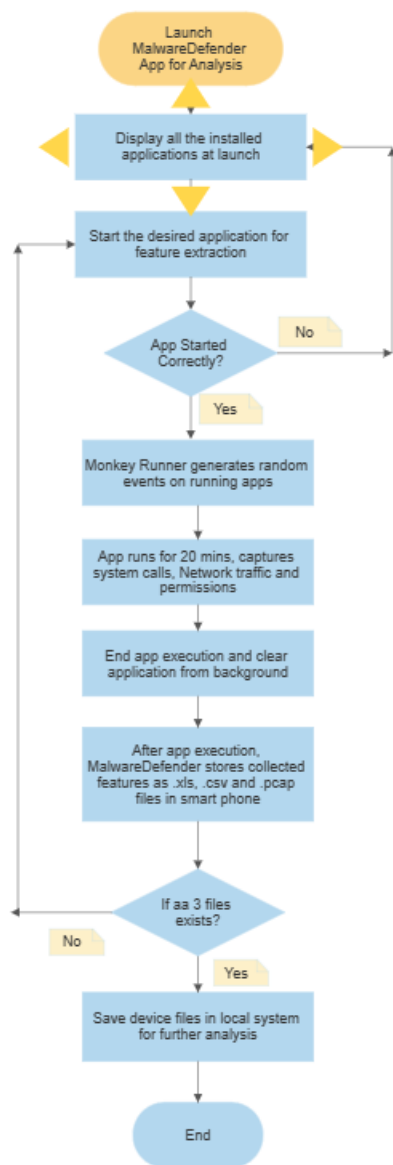 Launch
MalwareDefender
App for Analysis
Display all the installed
applications at launch
Start the desired application for
feature extraction
App Started
Correctly?
No
Yes
Monkey Runner generates random
events on running apps
App runs for 20 mins, captures
system calls, Network traffic and
permissions
End app execution and clear
application from background
After app execution,
MalwareDefender stores collected
features as .xls, .csv and .pcap
files in smart phone
If aa 3 files
exists?
No
Yes
Save device files in local system
for further analysis
End